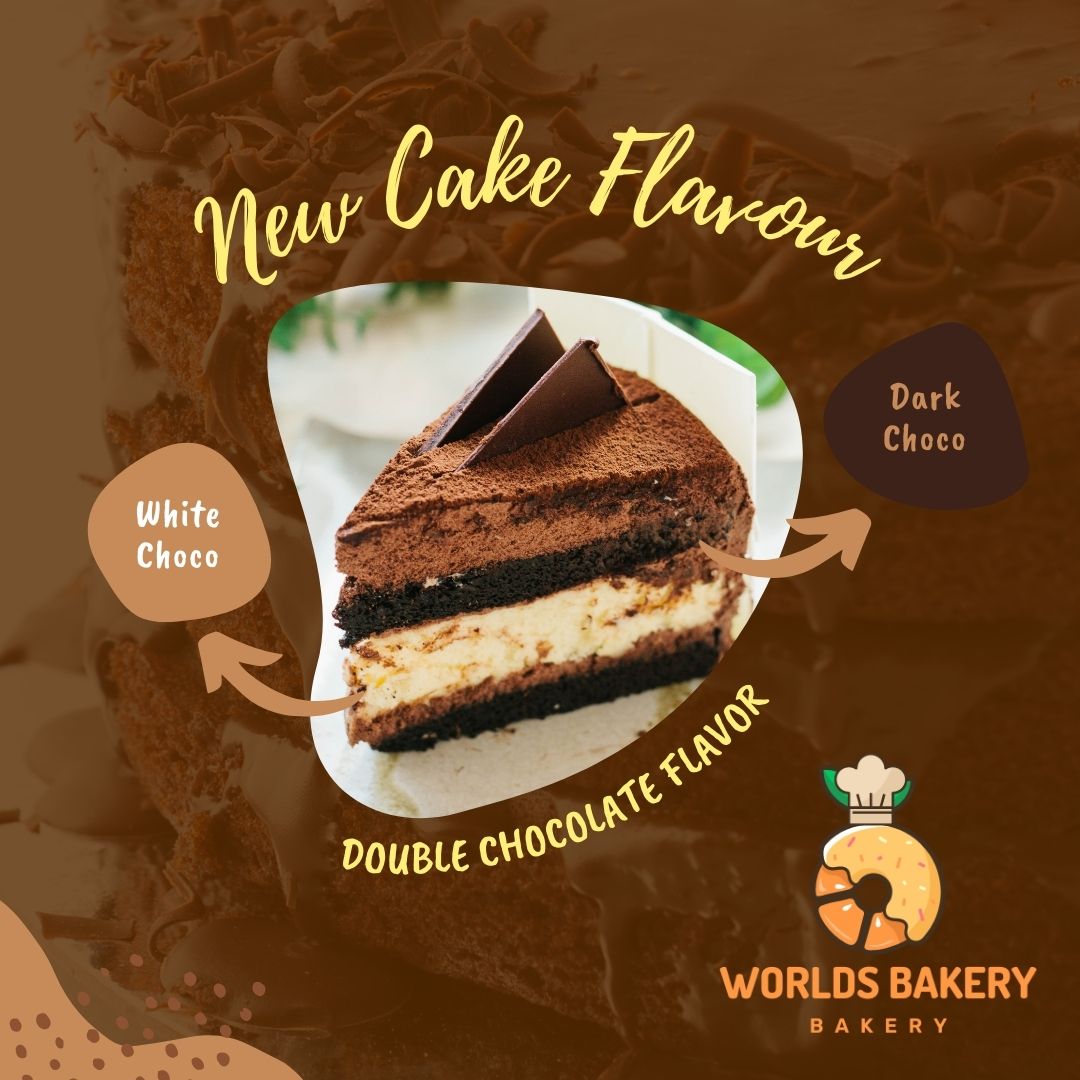 New Cake Flavour
Dark
Choco
White
Choco
DOUBLE CHOCOLATE FLAVOR
WORLDS BAKERY
BAKERY